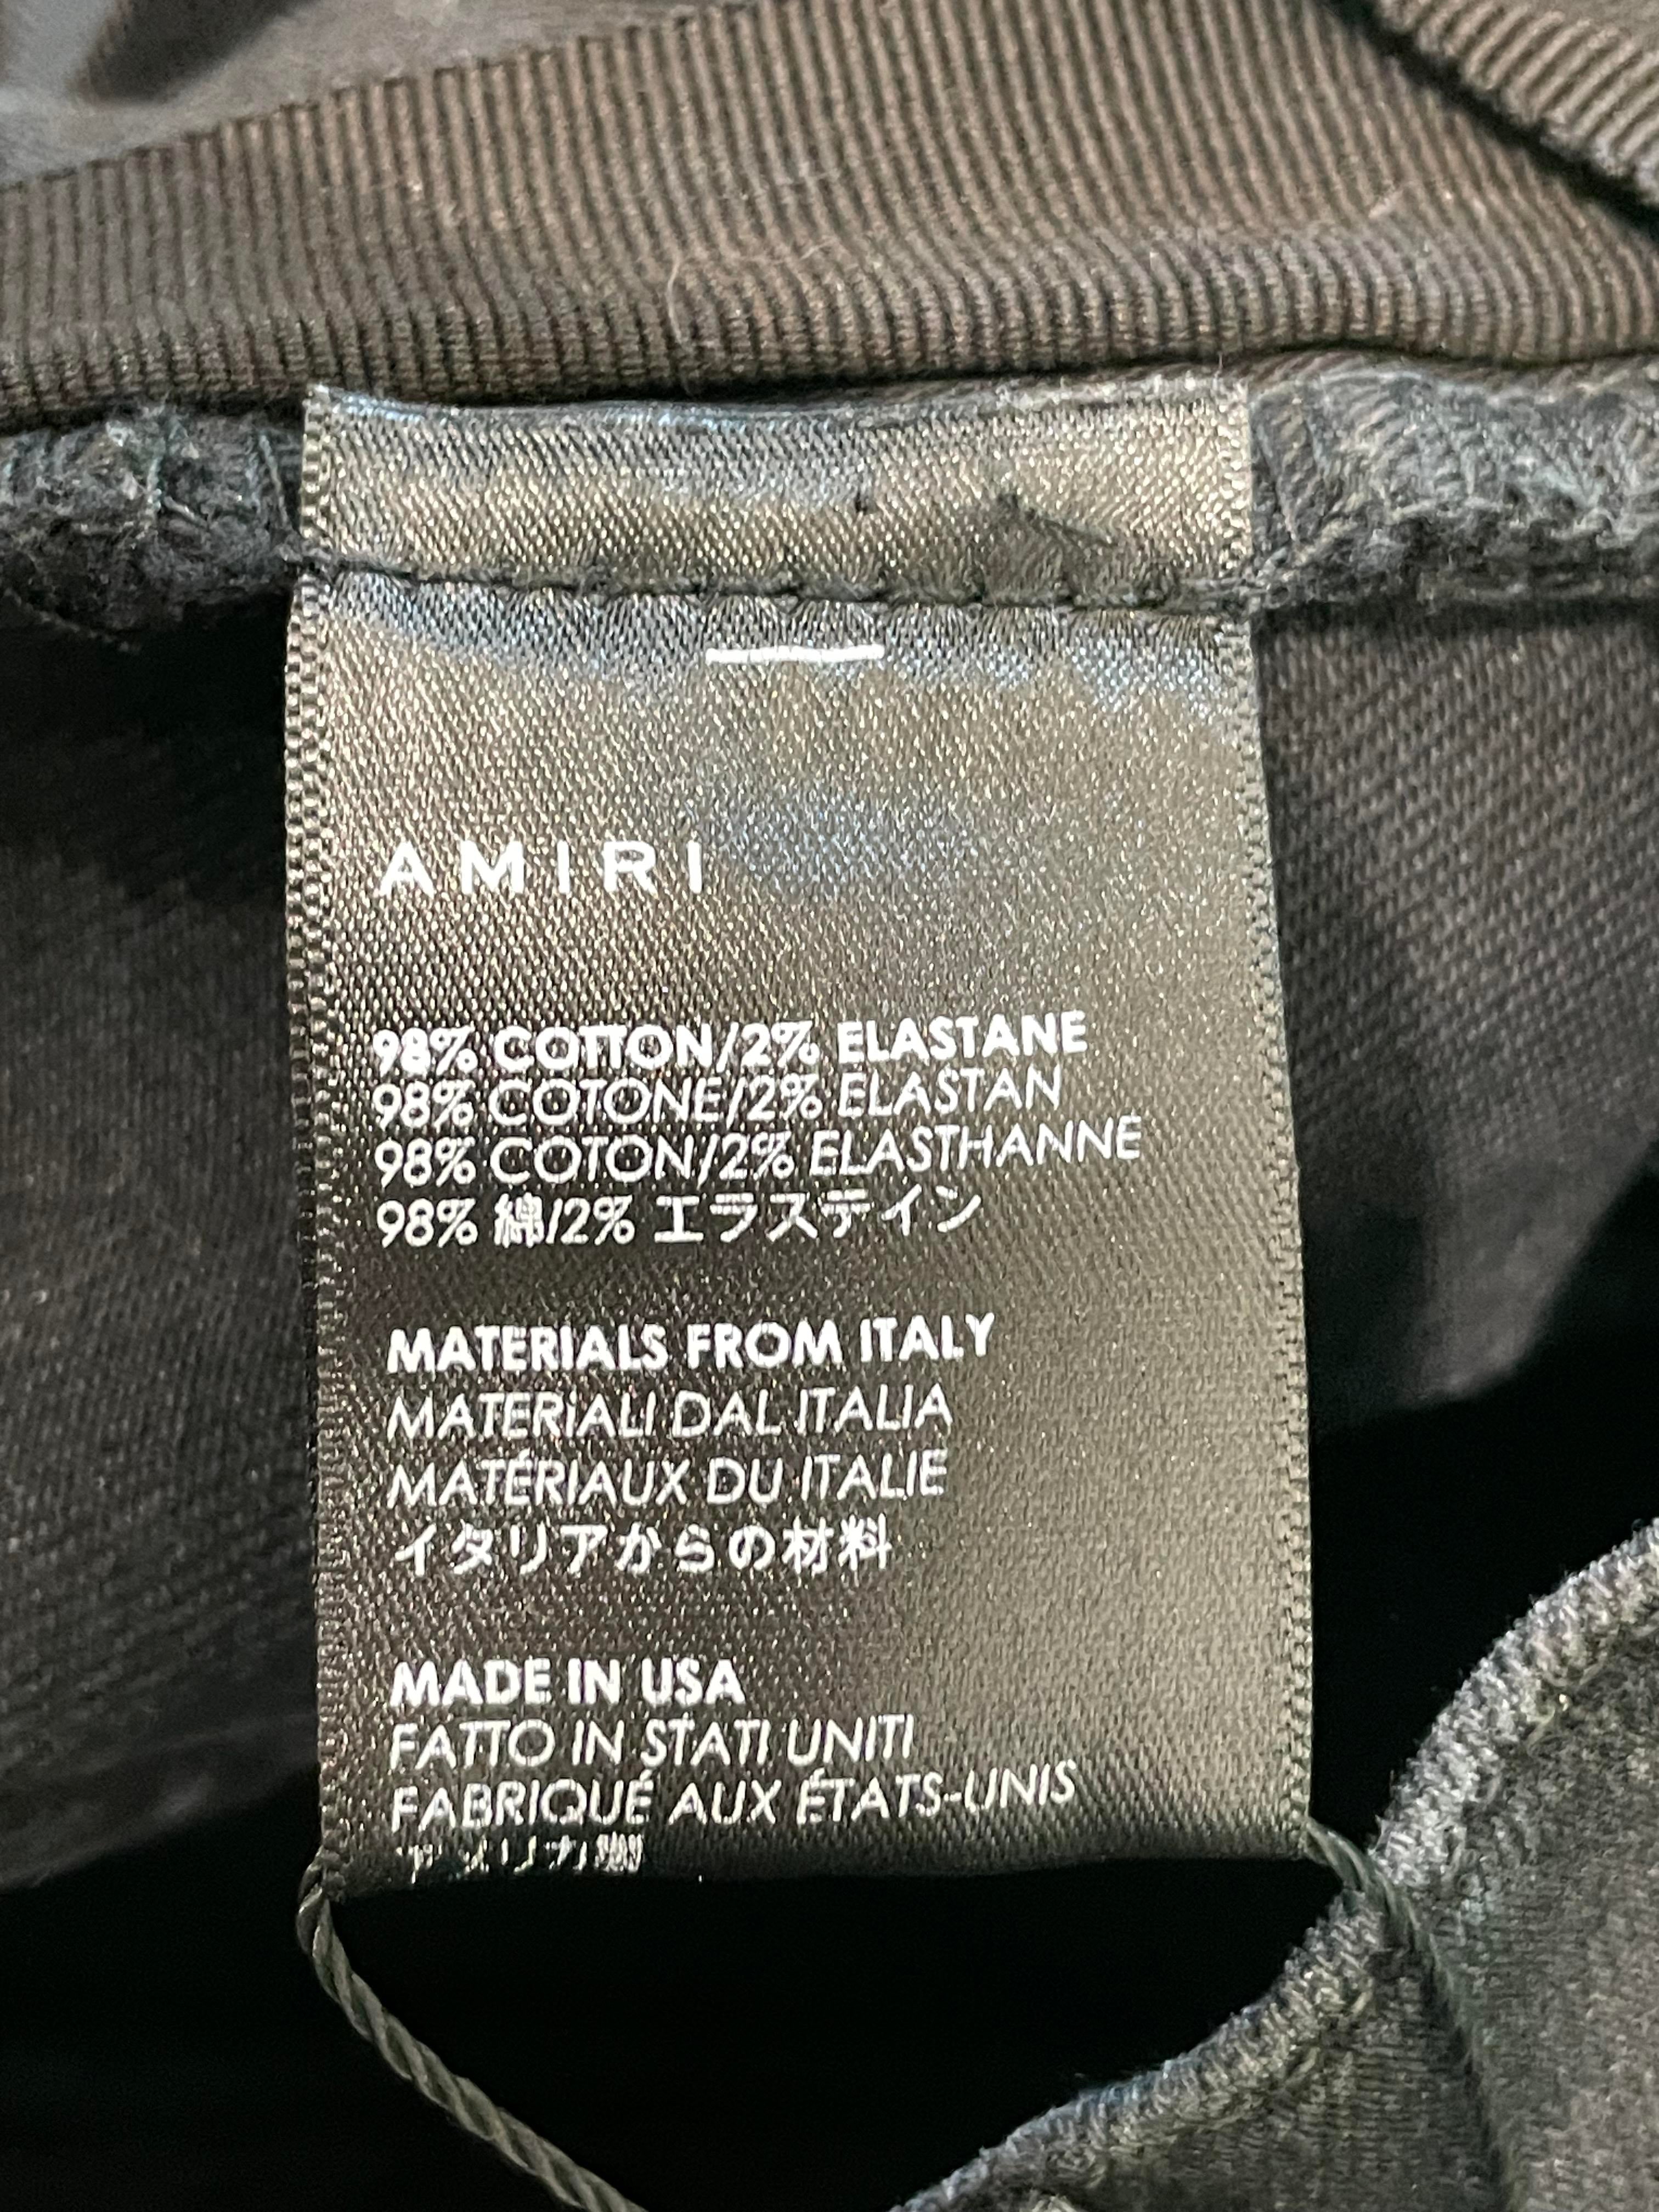 AMIRI
98% COTTON/2% ELASTANE
98% COTONE/2% ELASTAN
98% COTON/2% ELASTHANNE
98% 綿/2% エラステイン
MATERIALS FROM ITALY
MATERIALI DAL ITALIA
MATÉRIAUX DU ITALIE
イタリアからの材料
MADE IN USA
FATTO IN STATI UNITI
FABRIQUÉ AUX ÉTATS-UNIS